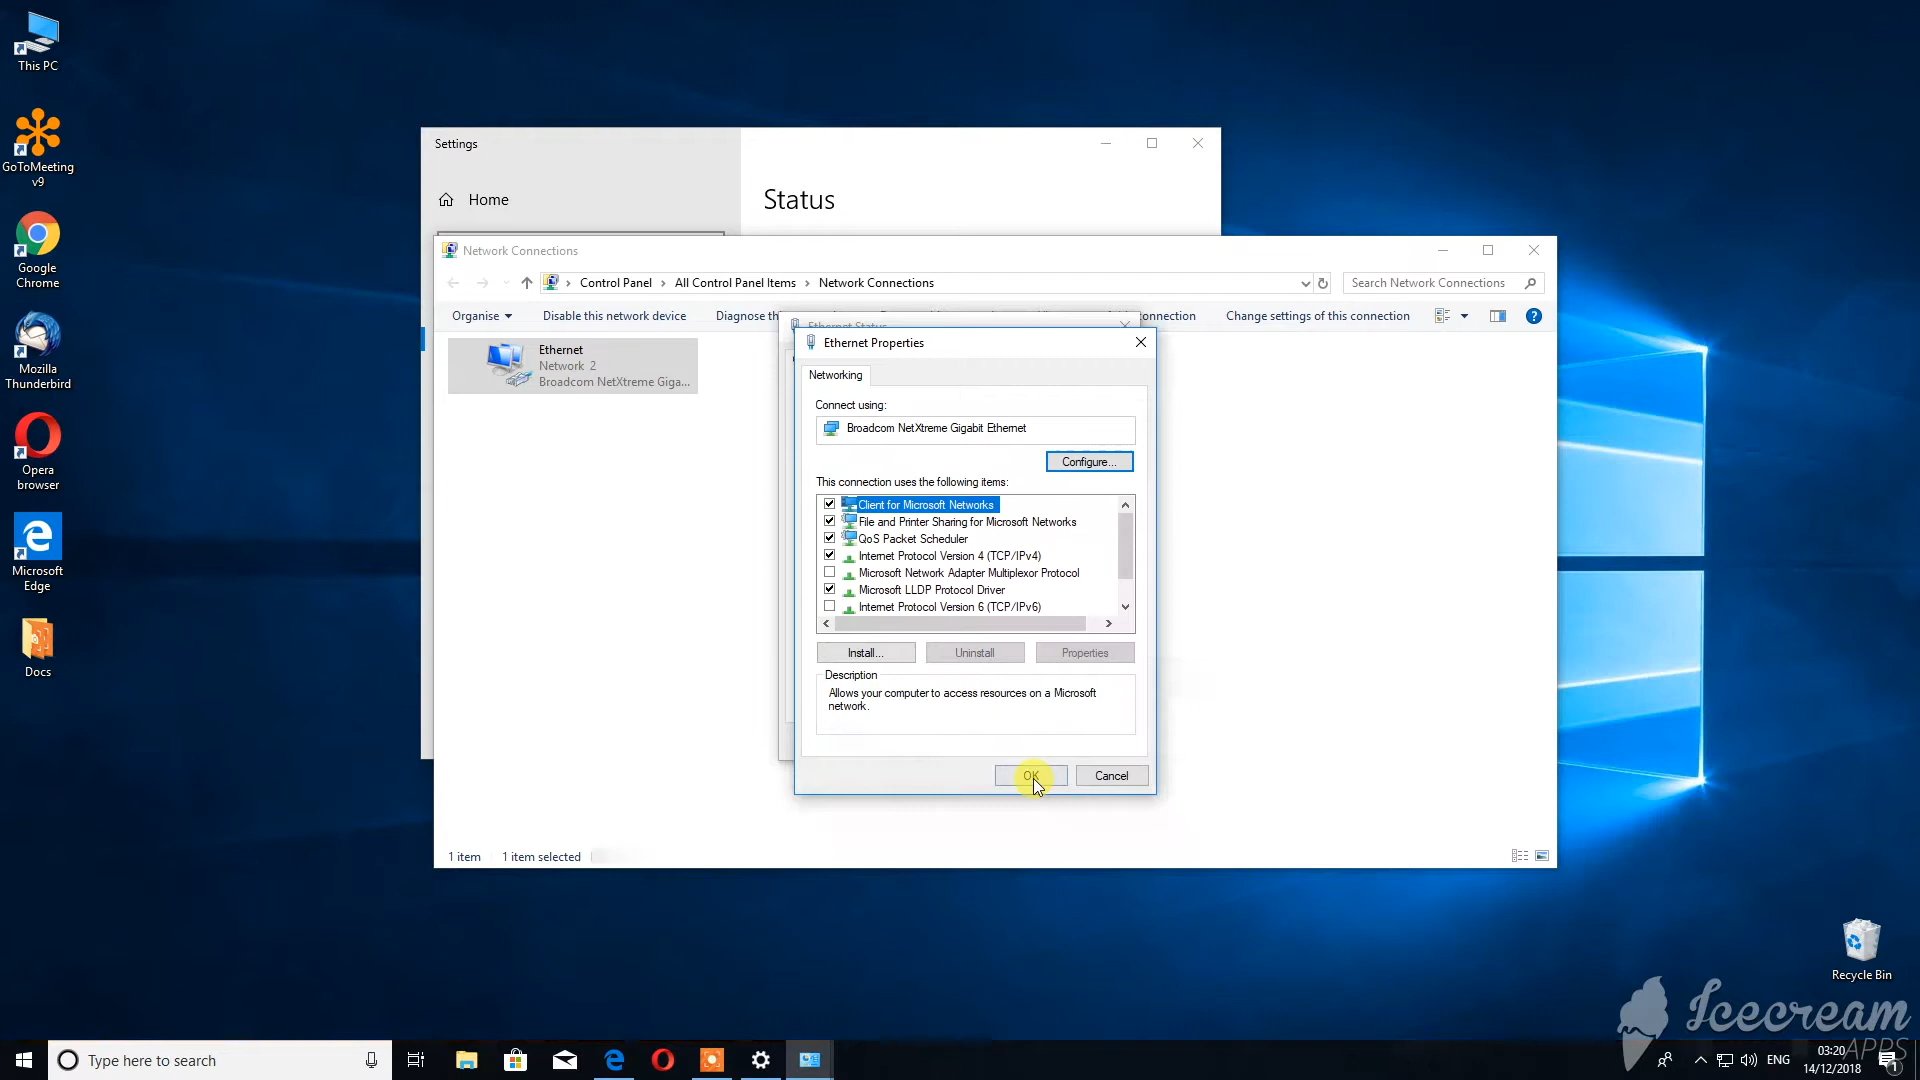 This PC
GoToMeeting
v9
Google
Chrome
Mozilla
Thunderbird
Opera
browser
Microsoft
Edge
Docs
Settings
Home
Status
Network Connections
Control Panel
All Control Panel Items
Network Connections
Search Network Connections
Organise
Disable this network device
Diagnose th
onnection
Change settings of this connection
Ethernet
Network 2
Broadcom NetXtreme Giga...
Ethernet Status
Ethernet Properties
Networking
Connect using:
Broadcom NetXtreme Gigabit Ethernet
Configure...
This connection uses the following items:
Client for Microsoft Networks
File and Printer Sharing for Microsoft Networks
QoS Packet Scheduler
Internet Protocol Version 4 (TCP/IPv4)
Microsoft Network Adapter Multiplexor Protocol
Microsoft LLDP Protocol Driver
Internet Protocol Version 6 (TCP/IPv6)
Install...
Uninstall
Properties
Description
Allows your computer to access resources on a Microsoft
network.
OK
Cancel
1 item
1 item selected
Recycle Bin
Icecream
APPS
Type here to search
ENG
03:20
14/12/2018
1